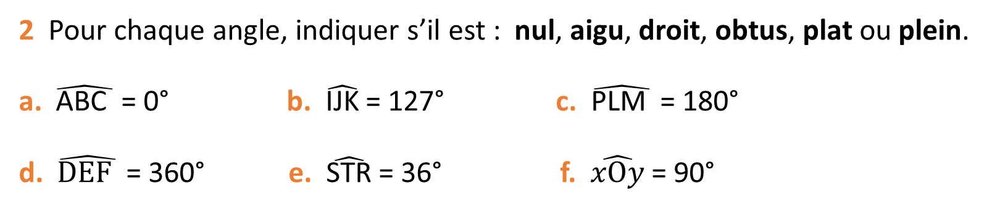 2 Pour chaque angle, indiquer s’il est : nul, aigu, droit, obtus, plat ou plein.
a. $\widehat{ABC}$ = 0° b. $\widehat{IJK}$ = 127° c. $\widehat{PLM}$ = 180°
d. $\widehat{DEF}$ = 360° e. $\widehat{STR}$ = 36° f. $\widehat{xOy}$ = 90°